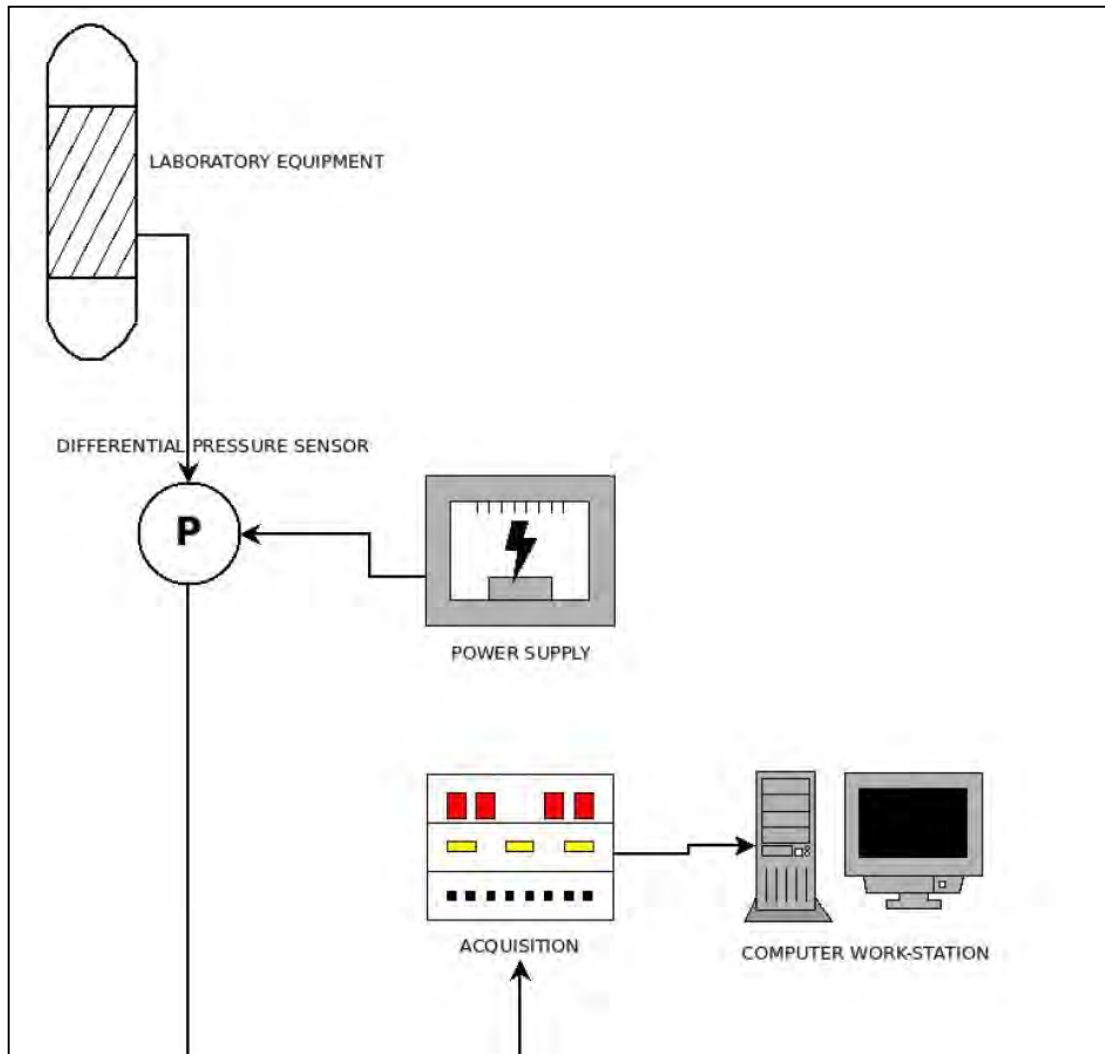 LABORATORY EQUIPMENT
DIFFERENTIAL PRESSURE SENSOR
P
POWER SUPPLY
ACQUISITION
COMPUTER WORK-STATION